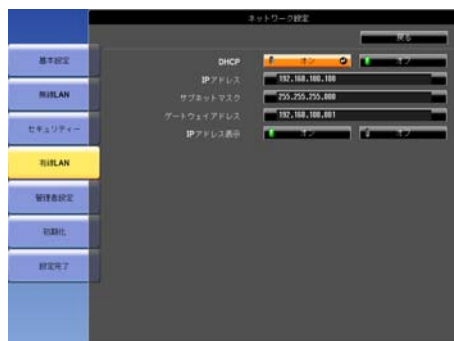 ネットワーク設定
戻る
基本設定
無線LAN
セキュリティー
有線LAN
管理者設定
初期化
設定完了
DHCP オン オフ
IPアドレス 192.168.100.100
サブネットマスク 255.255.255.000
ゲートウェイアドレス 192.168.100.001
IPアドレス表示 オン オフ